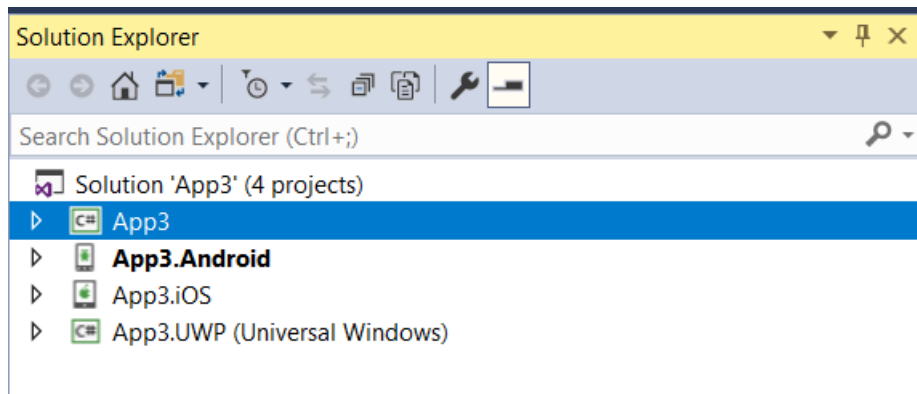 Solution Explorer
Search Solution Explorer (Ctrl+;)
Solution 'App3' (4 projects)
C# App3
App3.Android
App3.iOS
C# App3.UWP (Universal Windows)